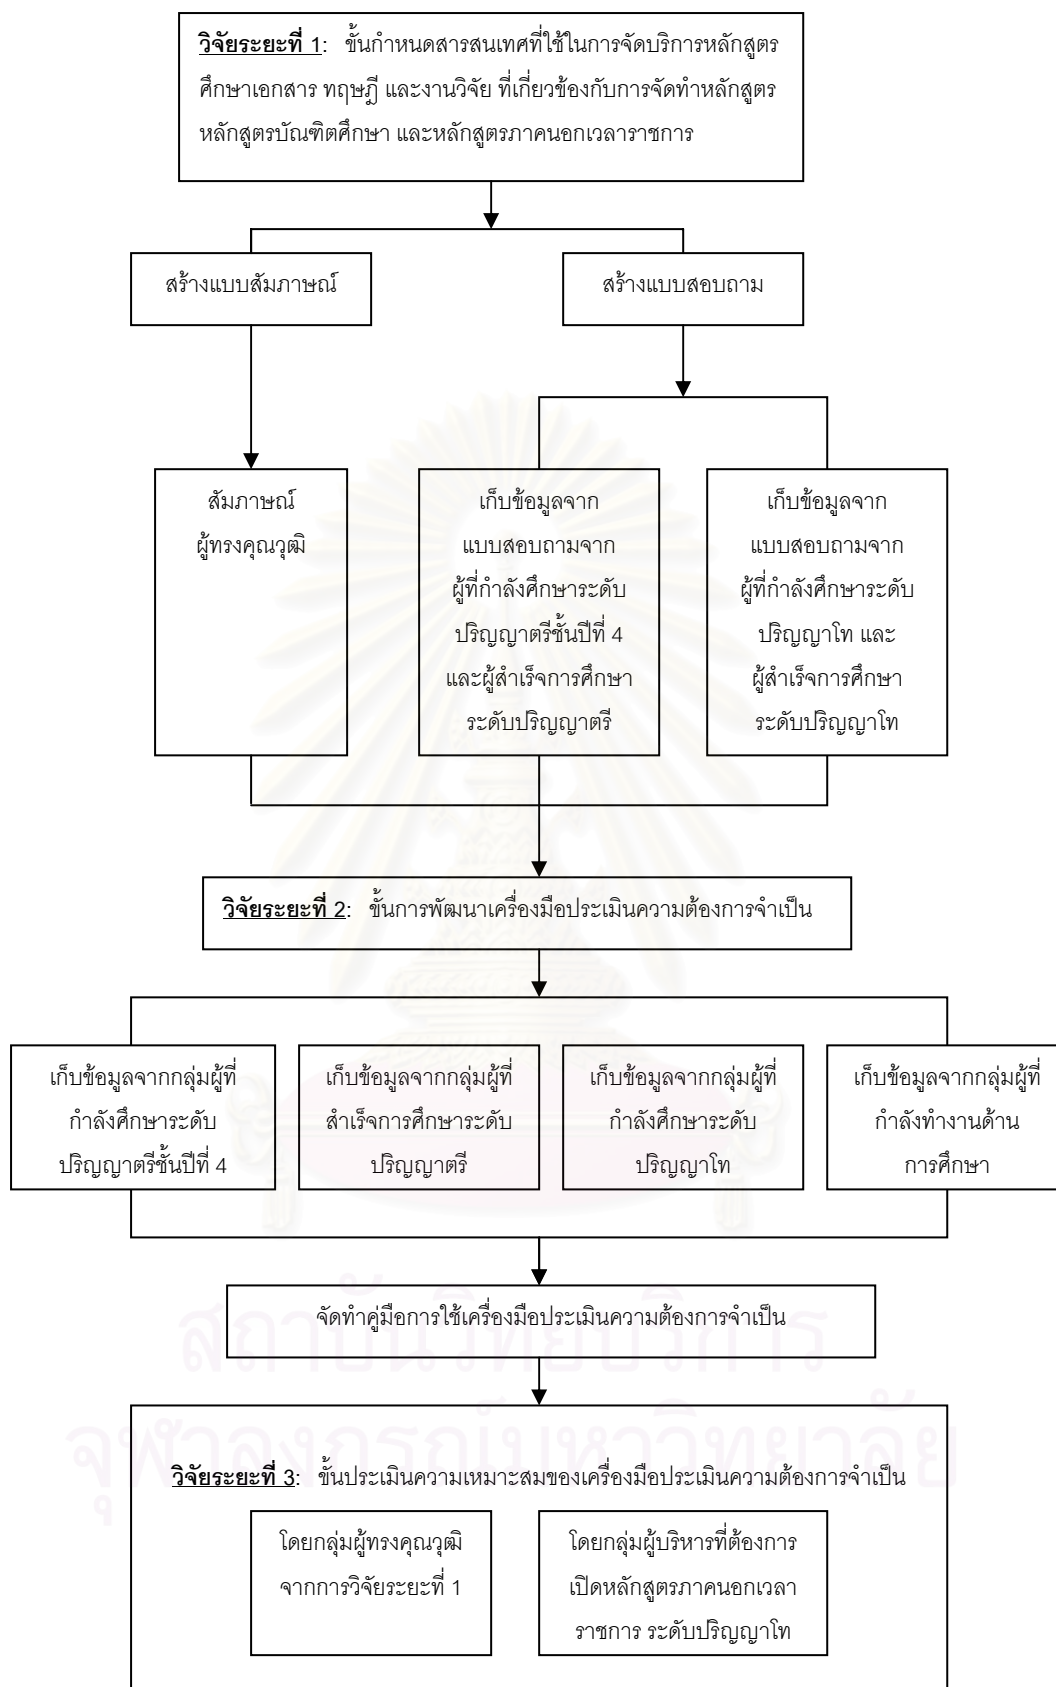 วิจัยระยะที่ 1: ขั้นกำหนดสารสนเทศที่ใช้ในการจัดบริการหลักสูตร
ศึกษาเอกสาร ทฤษฎี และงานวิจัย ที่เกี่ยวข้องกับการจัดทำหลักสูตร
หลักสูตรบัณฑิตศึกษา และหลักสูตรภาคนอกเวลาราชการ
สร้างแบบสัมภาษณ์
สร้างแบบสอบถาม
สัมภาษณ์
ผู้ทรงคุณวุฒิ
เก็บข้อมูลจาก
แบบสอบถามจาก
ผู้ที่กำลังศึกษาระดับ
ปริญญาตรีชั้นปีที่ 4
และผู้สำเร็จการศึกษา
ระดับปริญญาตรี
เก็บข้อมูลจาก
แบบสอบถามจาก
ผู้ที่กำลังศึกษาระดับ
ปริญญาโท และ
ผู้สำเร็จการศึกษา
ระดับปริญญาโท
วิจัยระยะที่ 2: ขั้นการพัฒนาเครื่องมือประเมินความต้องการจำเป็น
เก็บข้อมูลจากกลุ่มผู้ที่
กำลังศึกษาระดับ
ปริญญาตรีชั้นปีที่ 4
เก็บข้อมูลจากกลุ่มผู้ที่
สำเร็จการศึกษาระดับ
ปริญญาตรี
เก็บข้อมูลจากกลุ่มผู้ที่
กำลังศึกษาระดับ
ปริญญาโท
เก็บข้อมูลจากกลุ่มผู้ที่
กำลังทำงานด้าน
การศึกษา
จัดทำคู่มือการใช้เครื่องมือประเมินความต้องการจำเป็น
สถาบันวิทยบริการ
จุฬาลงกรณ์มหาวิทยาลัย
วิจัยระยะที่ 3: ขั้นประเมินความเหมาะสมของเครื่องมือประเมินความต้องการจำเป็น
โดยกลุ่มผู้ทรงคุณวุฒิ
จากการวิจัยระยะที่ 1
โดยกลุ่มผู้บริหารที่ต้องการ
เปิดหลักสูตรภาคนอกเวลา
ราชการ ระดับปริญญาโท